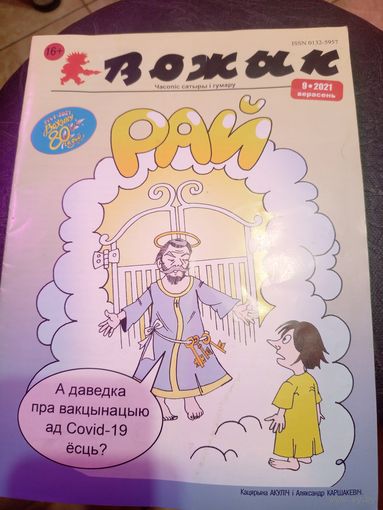 16+
ISSN 0132-5957
Вожык
Часопіс сатыры і гумару
9•2021
верасень
Вожыку
80
РАЙ
А даведка
пра вакцынацыю
ад Covid-19
ёсць?
Кацярына АКУЛІЧ і Аляксандр КАРШАКЕВІЧ.